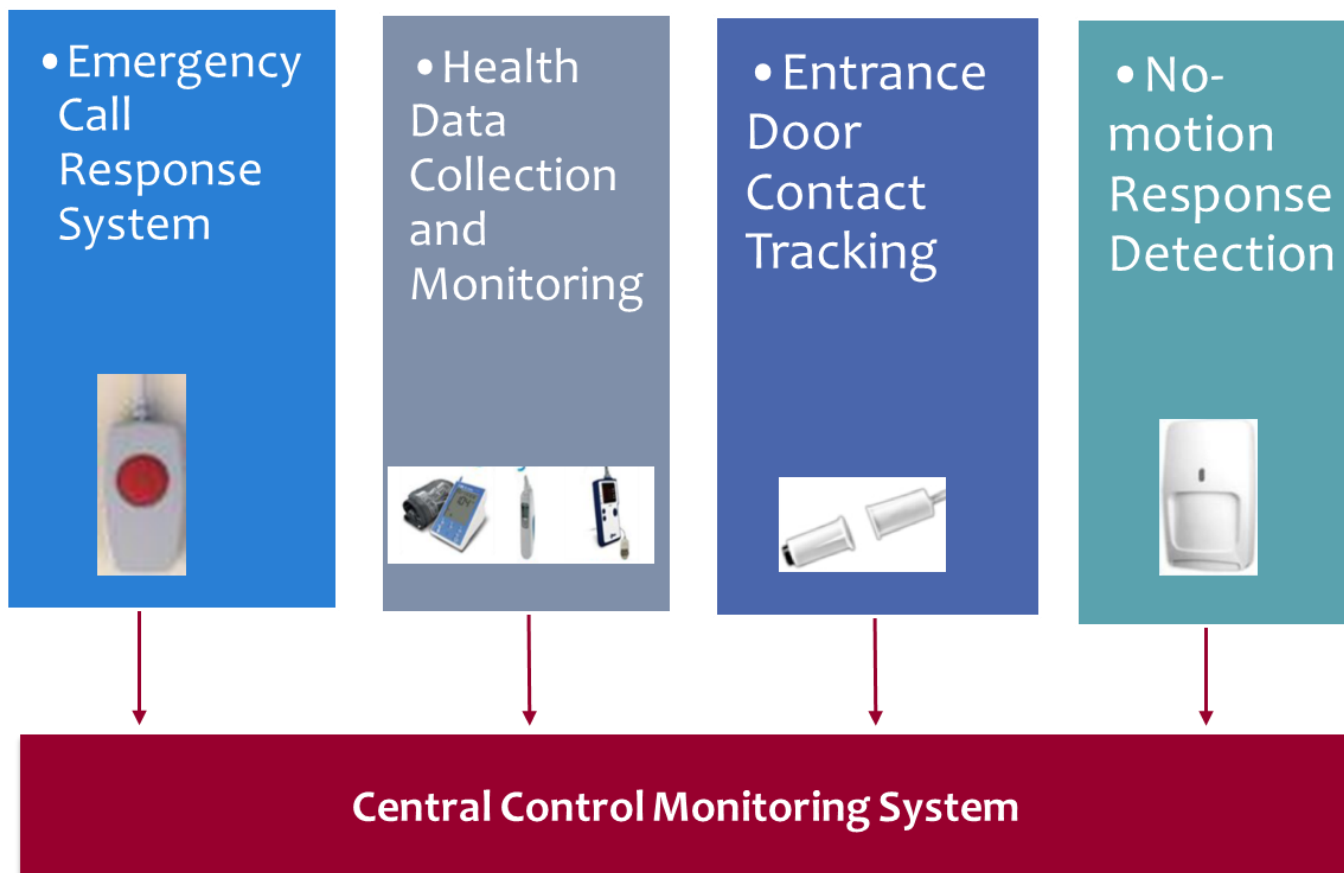 •Emergency
Call
Response
System
•Health
Data
Collection
and
Monitoring
•Entrance
Door
Contact
Tracking
•No-
motion
Response
Detection
Central Control Monitoring System